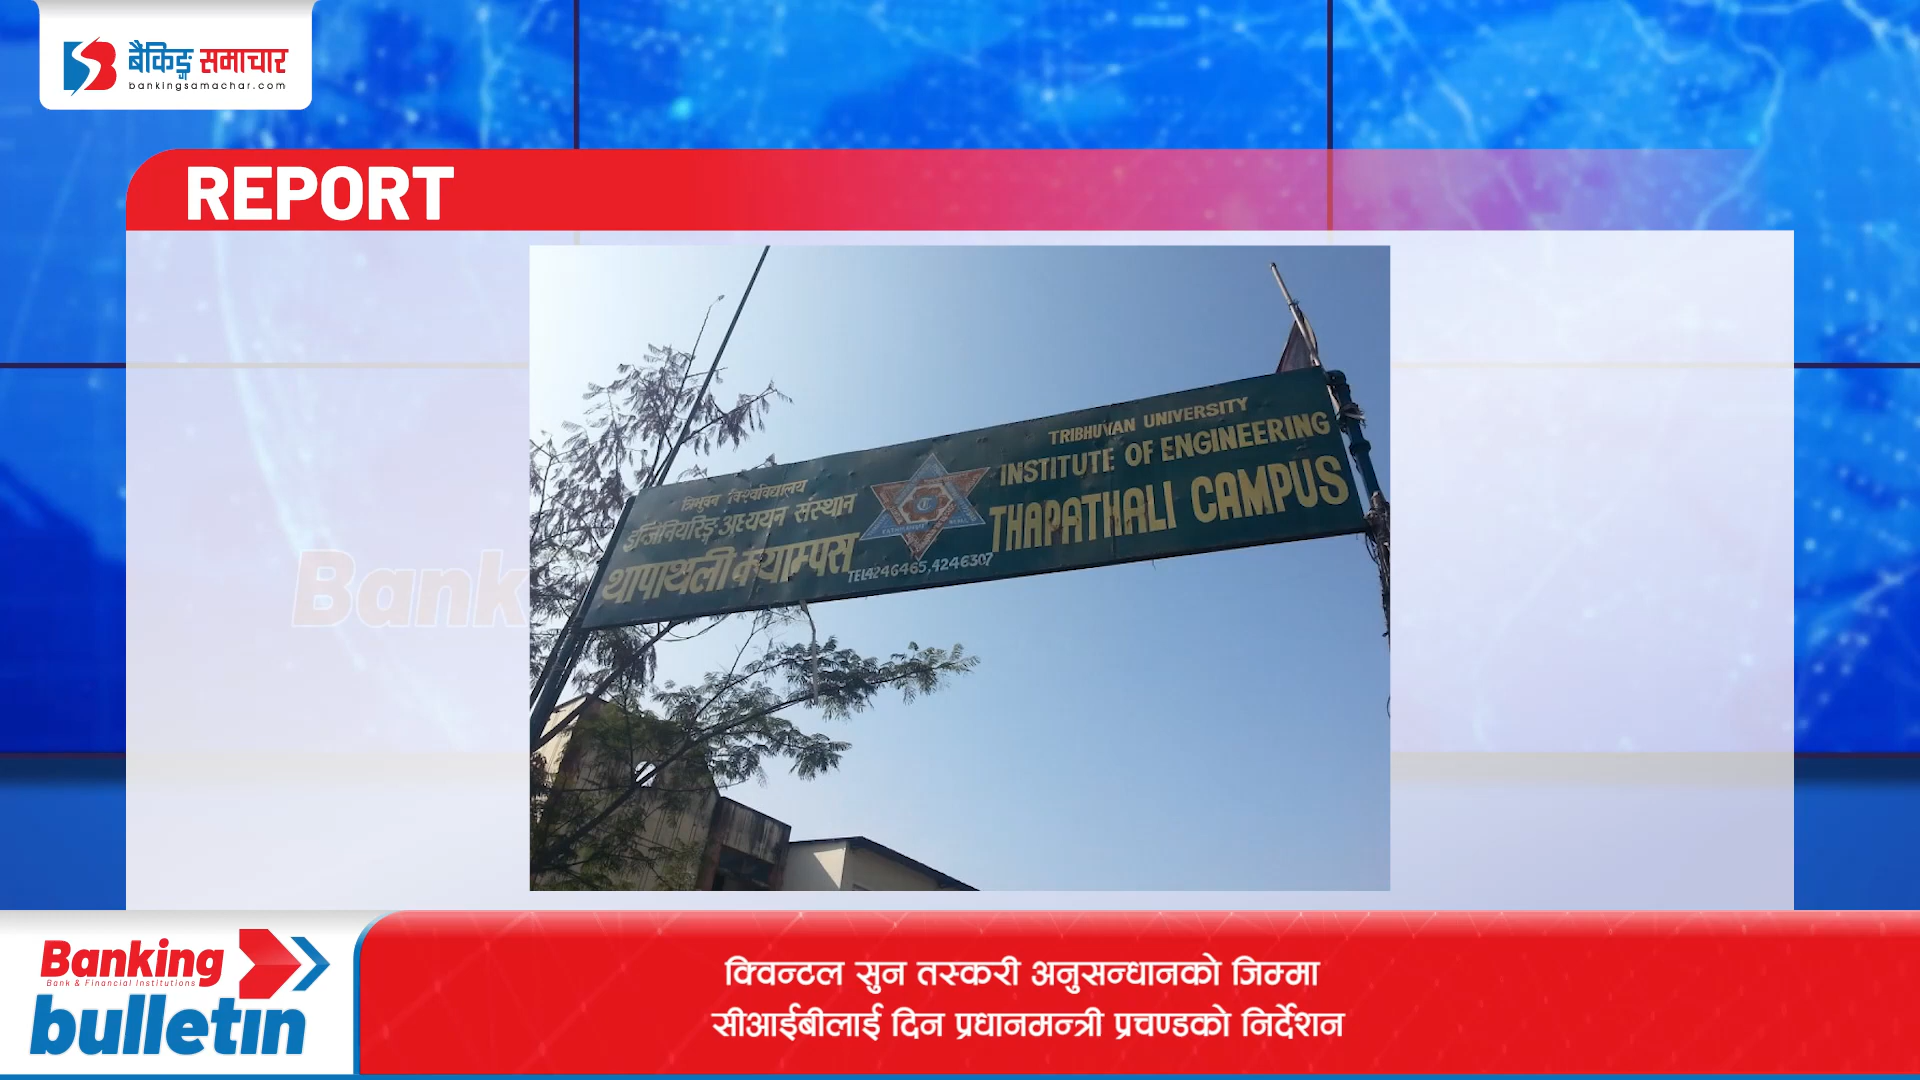 बैंकिङ्ग समाचार
bankingsamachar.com
REPORT
Bank
त्रिभुवन विश्वविद्यालय
इन्जिनियरिङ्ग अध्ययन संस्थान
थापाथली क्याम्पस
TEL4246465,4246307
TRIBHUVAN UNIVERSITY
INSTITUTE OF ENGINEERING
THAPATHALI CAMPUS
Banking
Bank & Financial Institutions
bulletin
क्विन्टल सुन तस्करी अनुसन्धानको जिम्मा
सीआईबीलाई दिन प्रधानमन्त्री प्रचण्डको निर्देशन